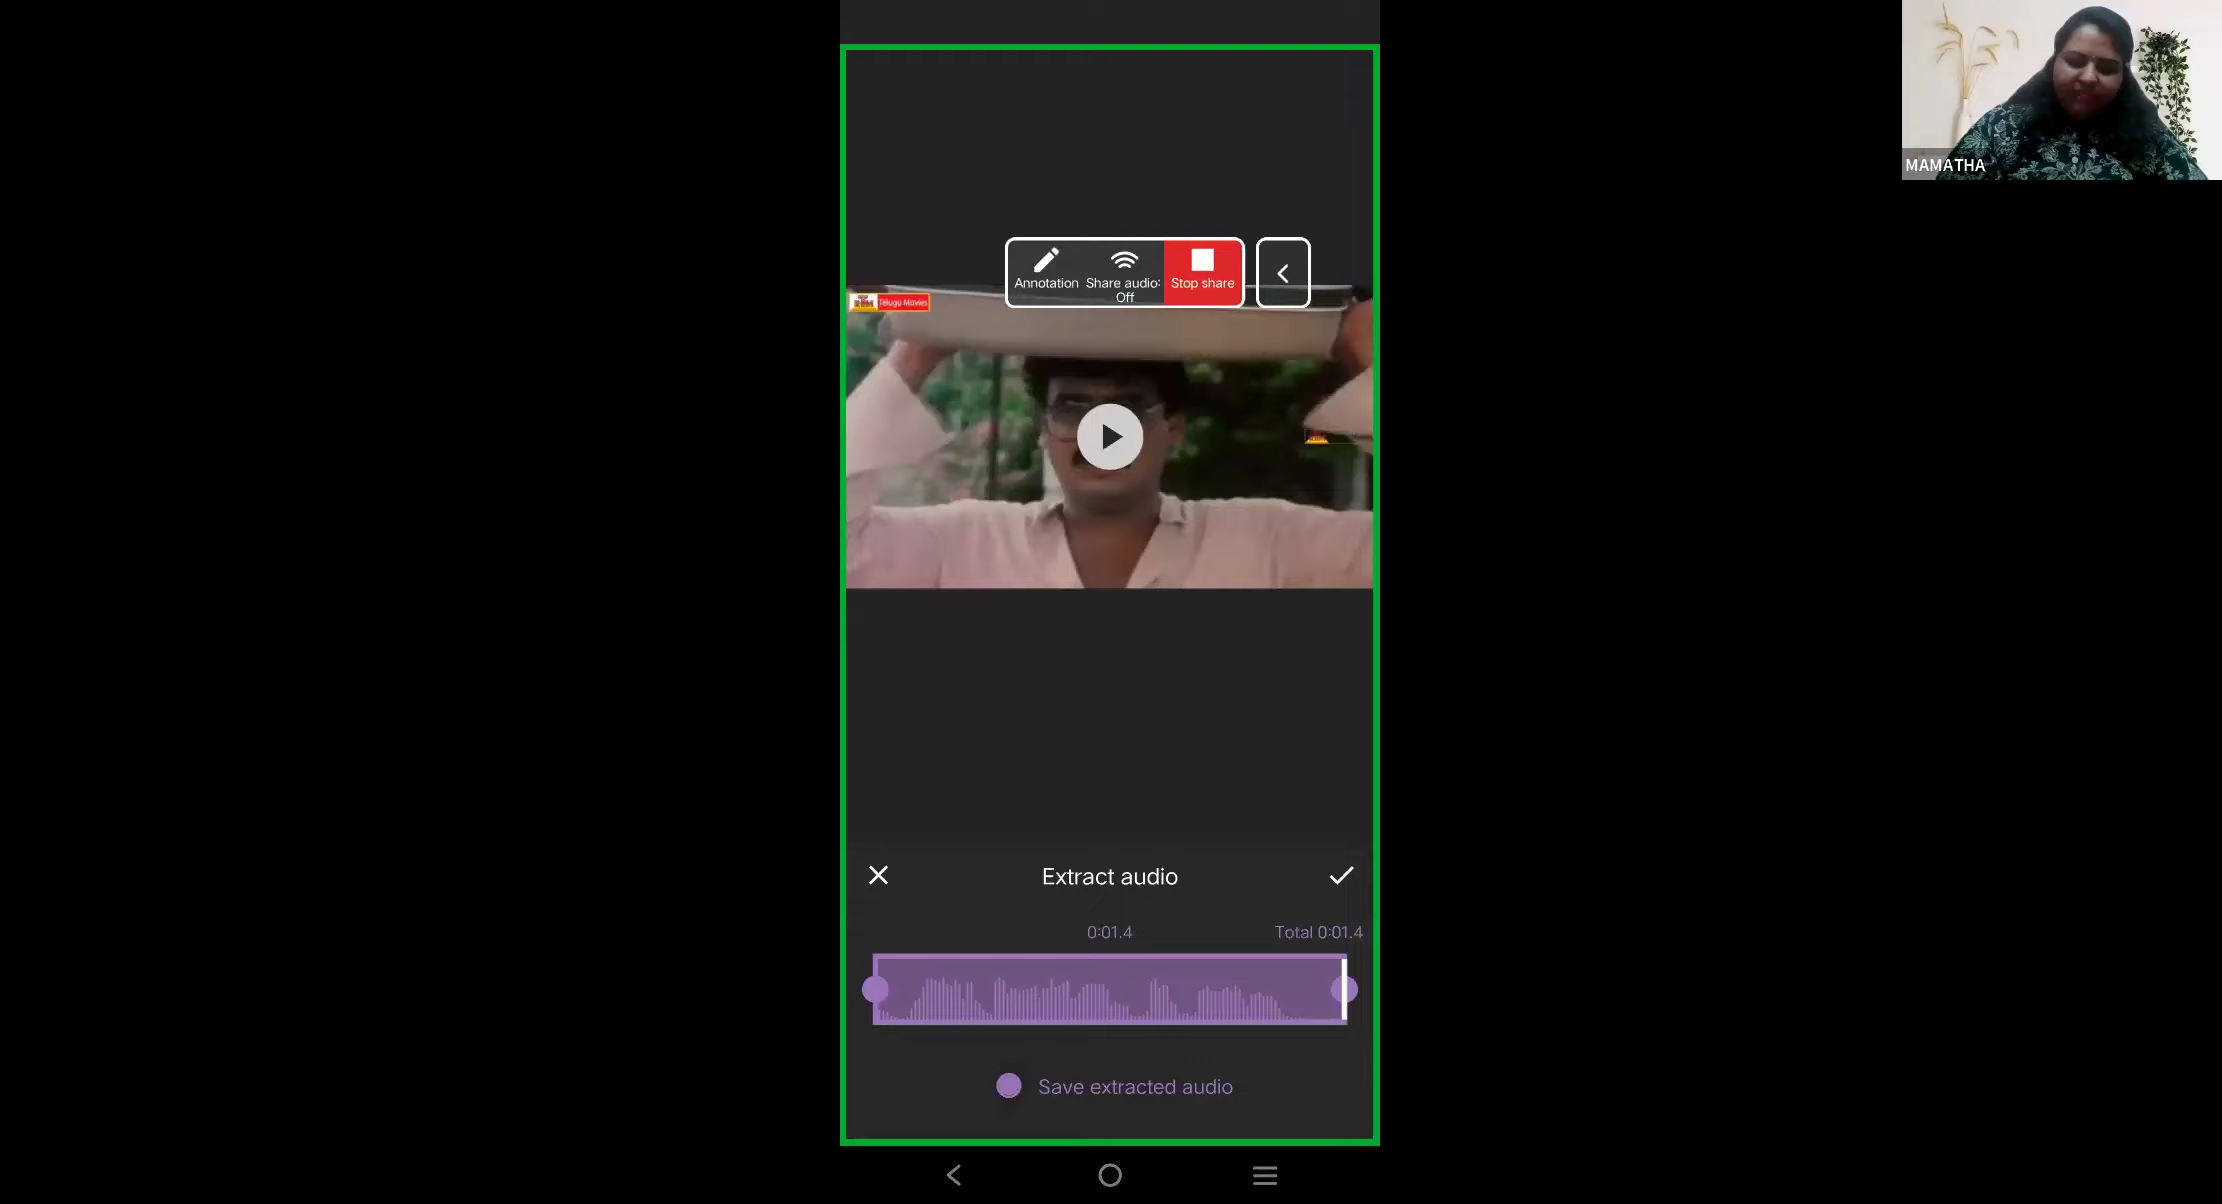 MAMATHA
Annotation
Share audio:
Off
Stop share
Telugu Movies
Extract audio
0:01.4
Total 0:01.4
Save extracted audio